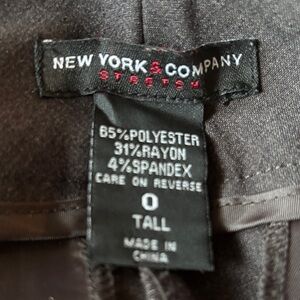 NEW YORK & COMPANY
STRETCH
65%POLYESTER
31%RAYON
4%SPANDEX
CARE ON REVERSE
0
TALL
MADE IN
CHINA